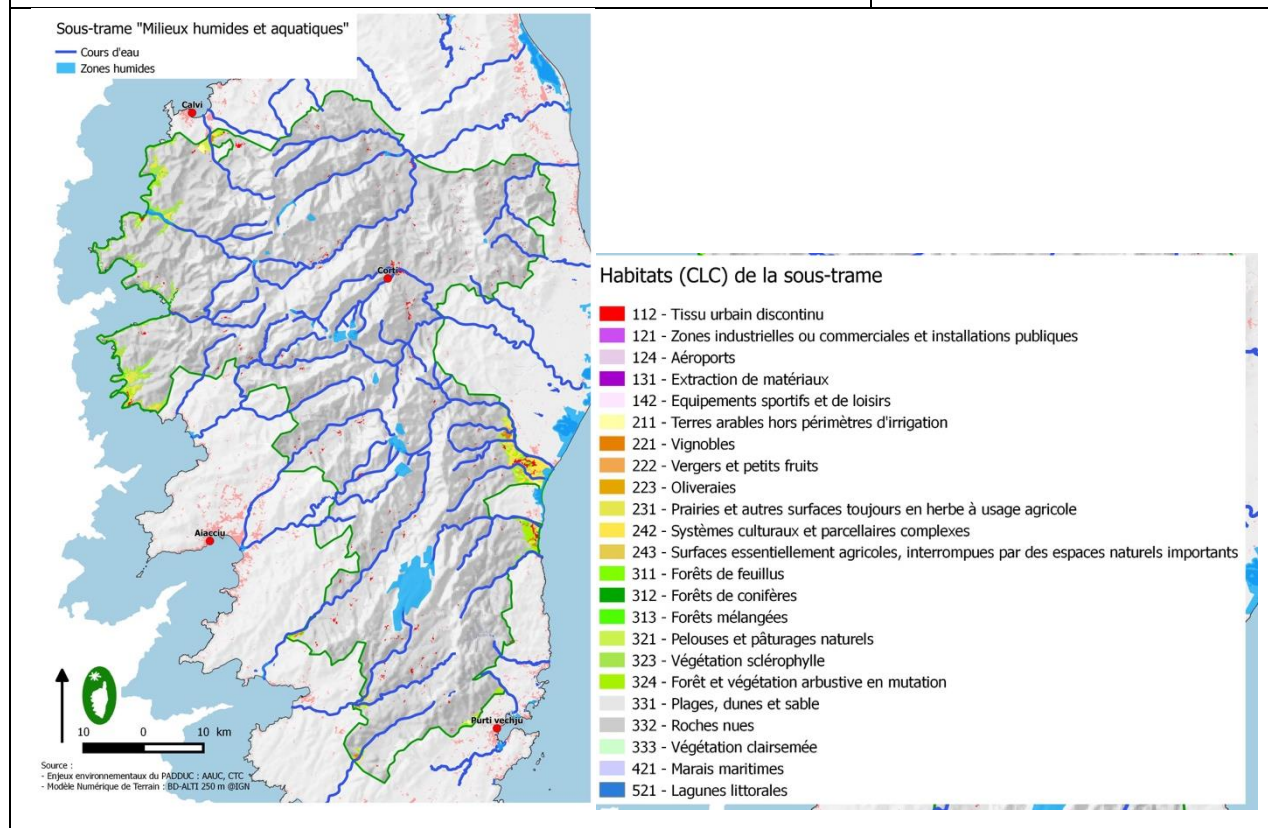 Sous-trame "Milieux humides et aquatiques"
Cours d'eau
Zones humides
Calvi
Corti
Aiacciu
Purti vechju
10 0 10 km
Source :
- Enjeux environnementaux du PADDUC : AAUC, CTC
- Modèle Numérique de Terrain : BD-ALTI 250 m @IGN
Habitats (CLC) de la sous-trame
112 - Tissu urbain discontinu
121 - Zones industrielles ou commerciales et installations publiques
124 - Aéroports
131 - Extraction de matériaux
142 - Equipements sportifs et de loisirs
211 - Terres arables hors périmètres d'irrigation
221 - Vignobles
222 - Vergers et petits fruits
223 - Oliveraies
231 - Prairies et autres surfaces toujours en herbe à usage agricole
242 - Systèmes culturaux et parcellaires complexes
243 - Surfaces essentiellement agricoles, interrompues par des espaces naturels importants
311 - Forêts de feuillus
312 - Forêts de conifères
313 - Forêts mélangées
321 - Pelouses et pâturages naturels
323 - Végétation sclérophylle
324 - Forêt et végétation arbustive en mutation
331 - Plages, dunes et sable
332 - Roches nues
333 - Végétation clairsemée
421 - Marais maritimes
521 - Lagunes littorales